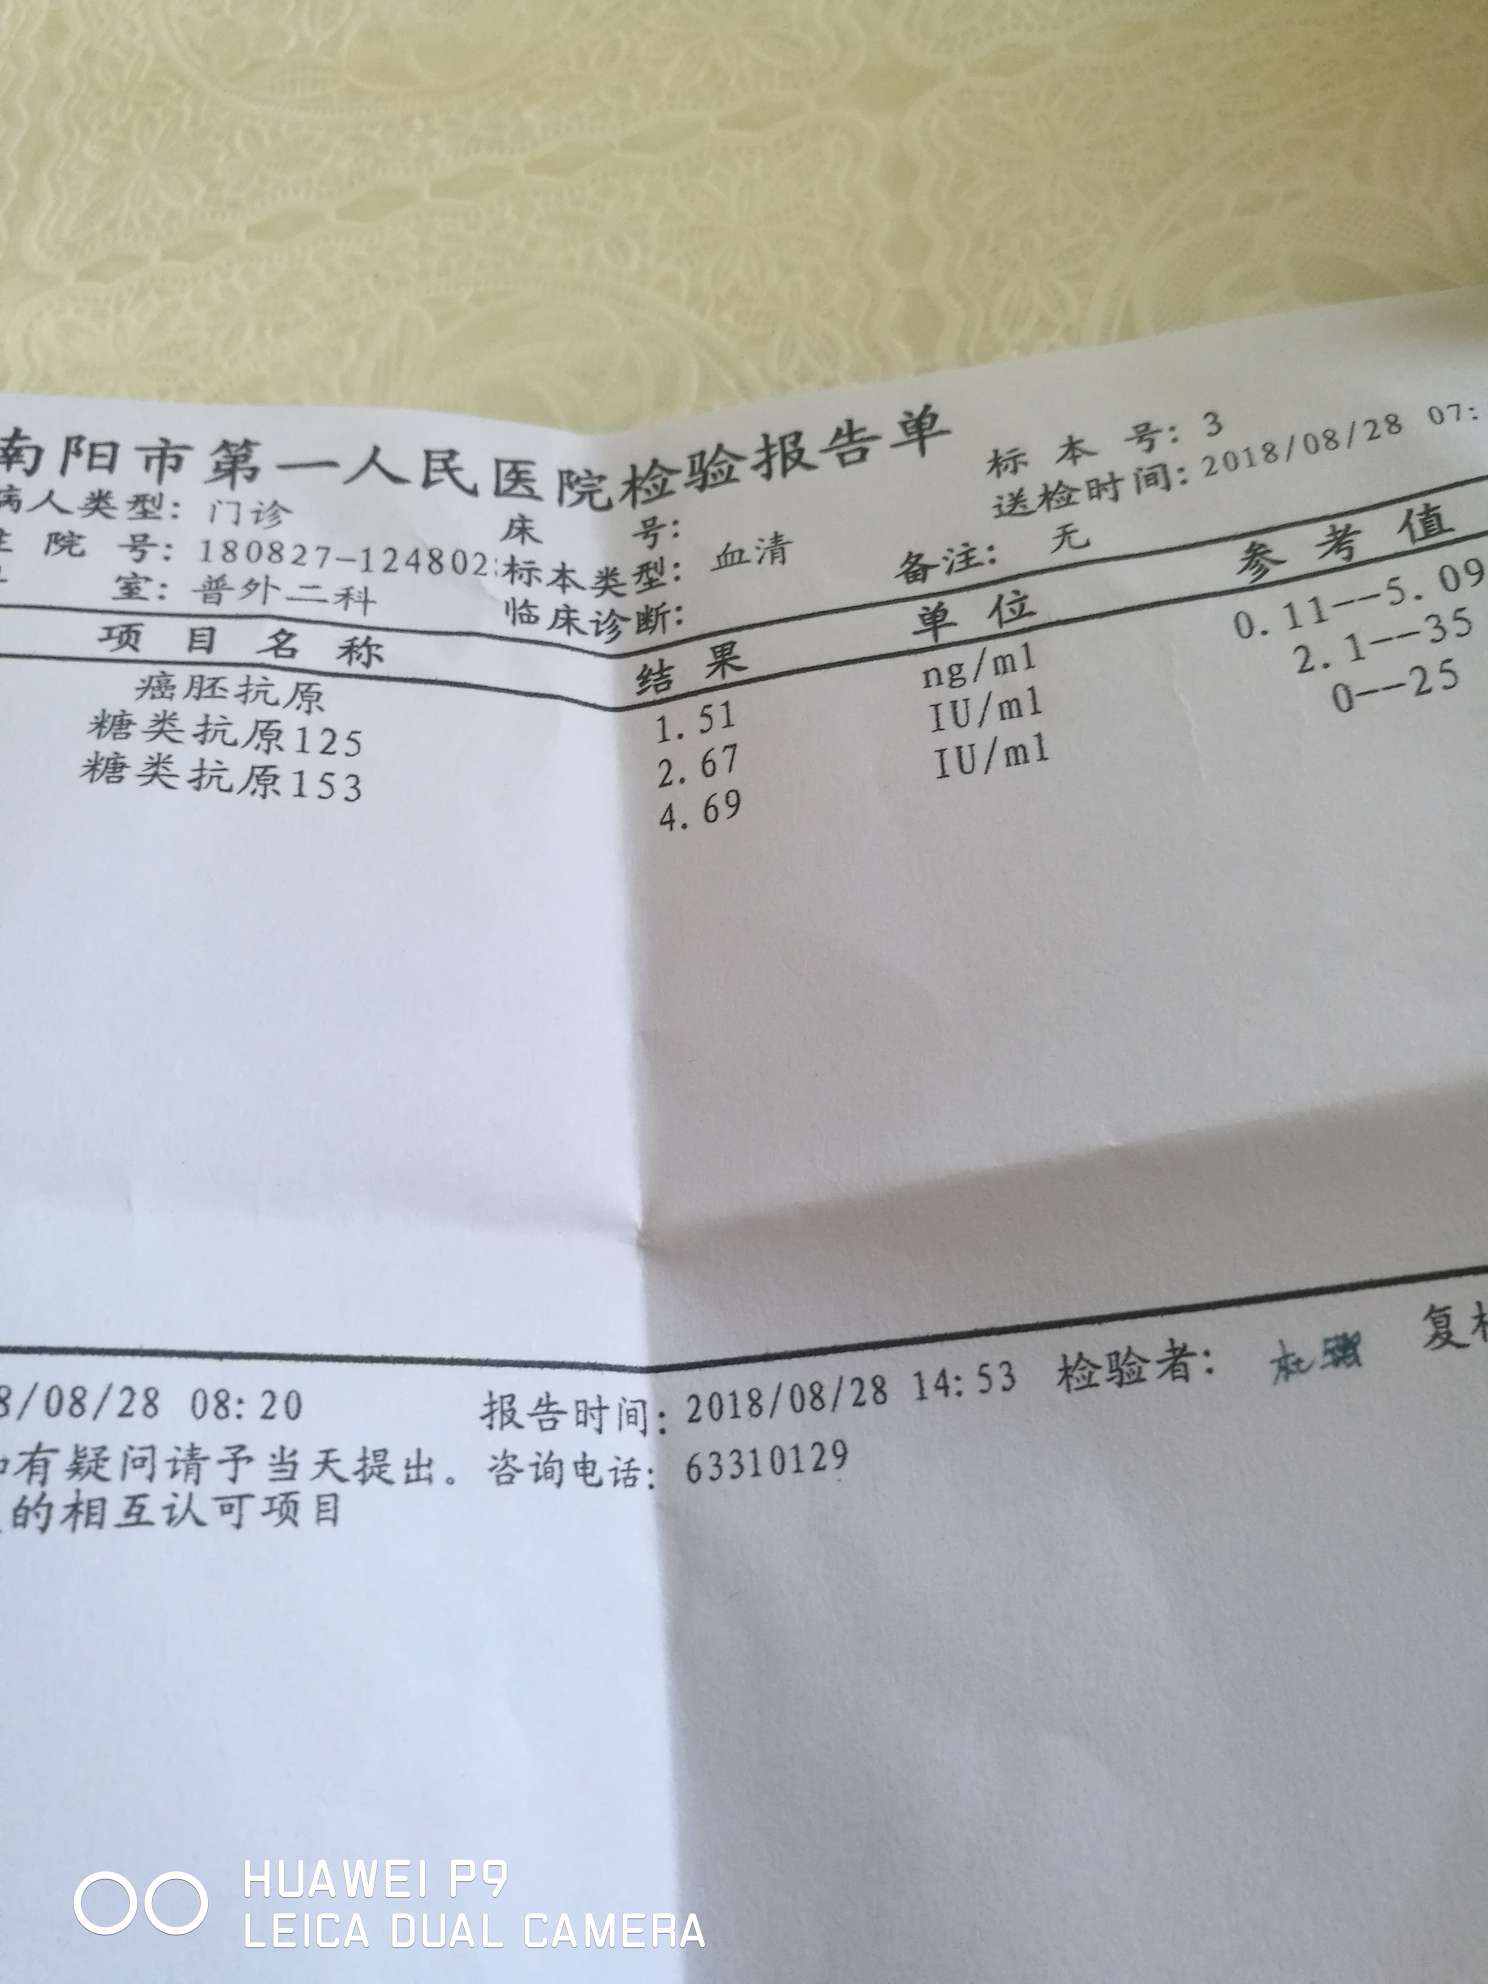 南阳市第一人民医院检验报告单
标 本 号: 3
病人类型: 门诊
床 号:
送检时间: 2018/08/28 07:
院 号: 180827-124802
标本类型: 血清
备注: 无
室: 普外二科
临床诊断:
项 目 名 称 结 果 单 位 参 考 值
癌胚抗原 1.51 ng/ml 0.11--5.09
糖类抗原125 2.67 IU/ml 2.1--35
糖类抗原153 4.69 IU/ml 0--25
8/08/28 08:20 报告时间: 2018/08/28 14:53 检验者: 复
有疑问请予当天提出。咨询电话: 63310129
的相互认可项目
HUAWEI P9
LEICA DUAL CAMERA